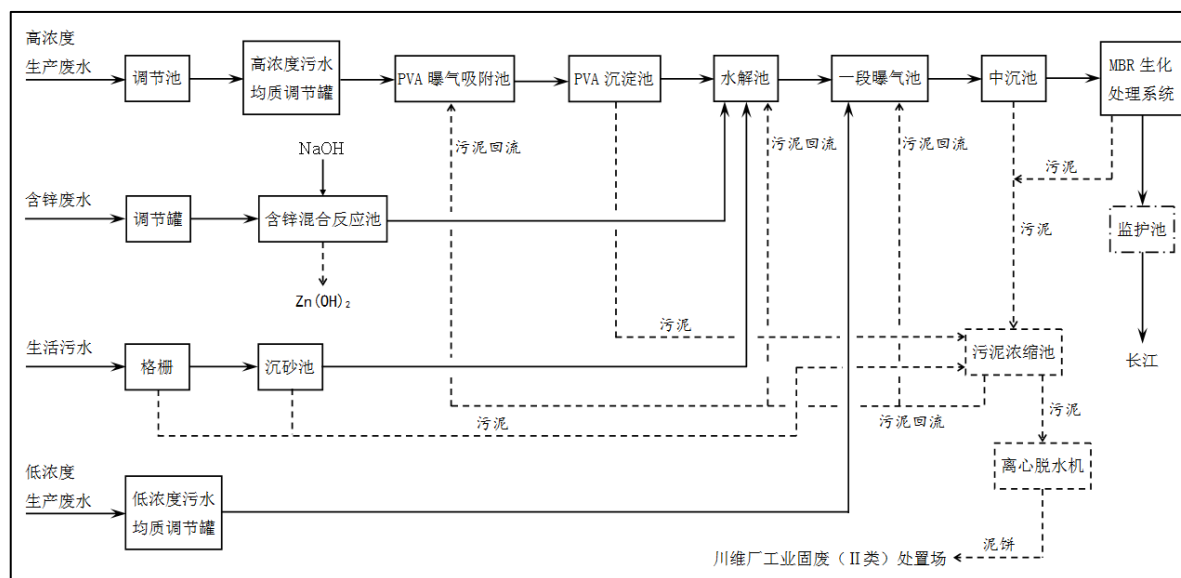 高浓度
生产废水
调节池
高浓度污水
均质调节罐
PVA 曝气吸附池
PVA 沉淀池
水解池
一段曝气池
中沉池
MBR 生化
处理系统
污泥回流
污泥回流
污泥回流
污泥
NaOH
含锌废水
调节罐
含锌混合反应池
Zn(OH)₂
污泥
监护池
污泥
生活污水
格栅
沉砂池
污泥浓缩池
长江
污泥
污泥回流
污泥
离心脱水机
低浓度
生产废水
低浓度污水
均质调节罐
泥饼
川维厂工业固废（Ⅱ类）处置场